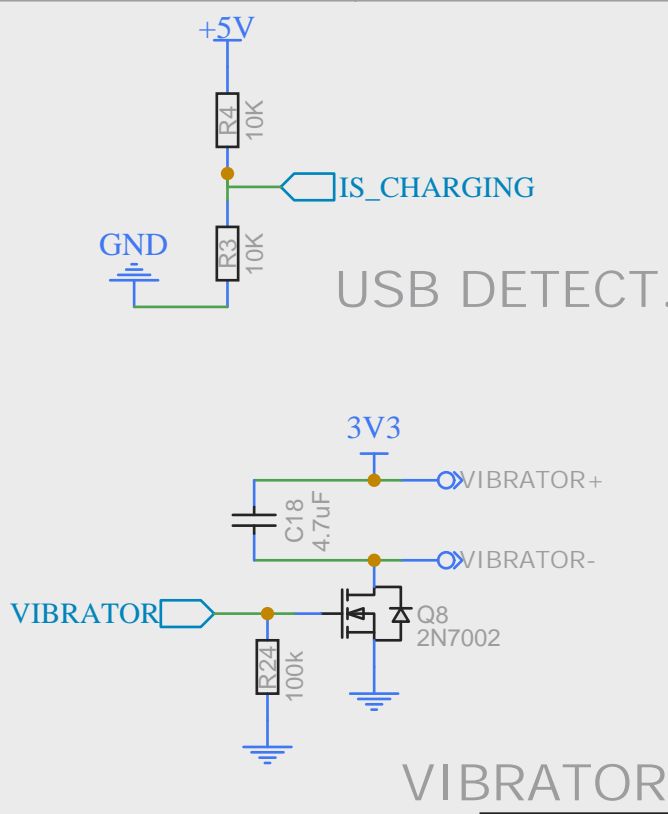 +5V
R4
10K
IS_CHARGING
GND
R3
10K
USB DETECT.
3V3
VIBRATOR+
C18
4.7uF
VIBRATOR-
VIBRATOR
Q8
2N7002
R24
100k
VIBRATOR